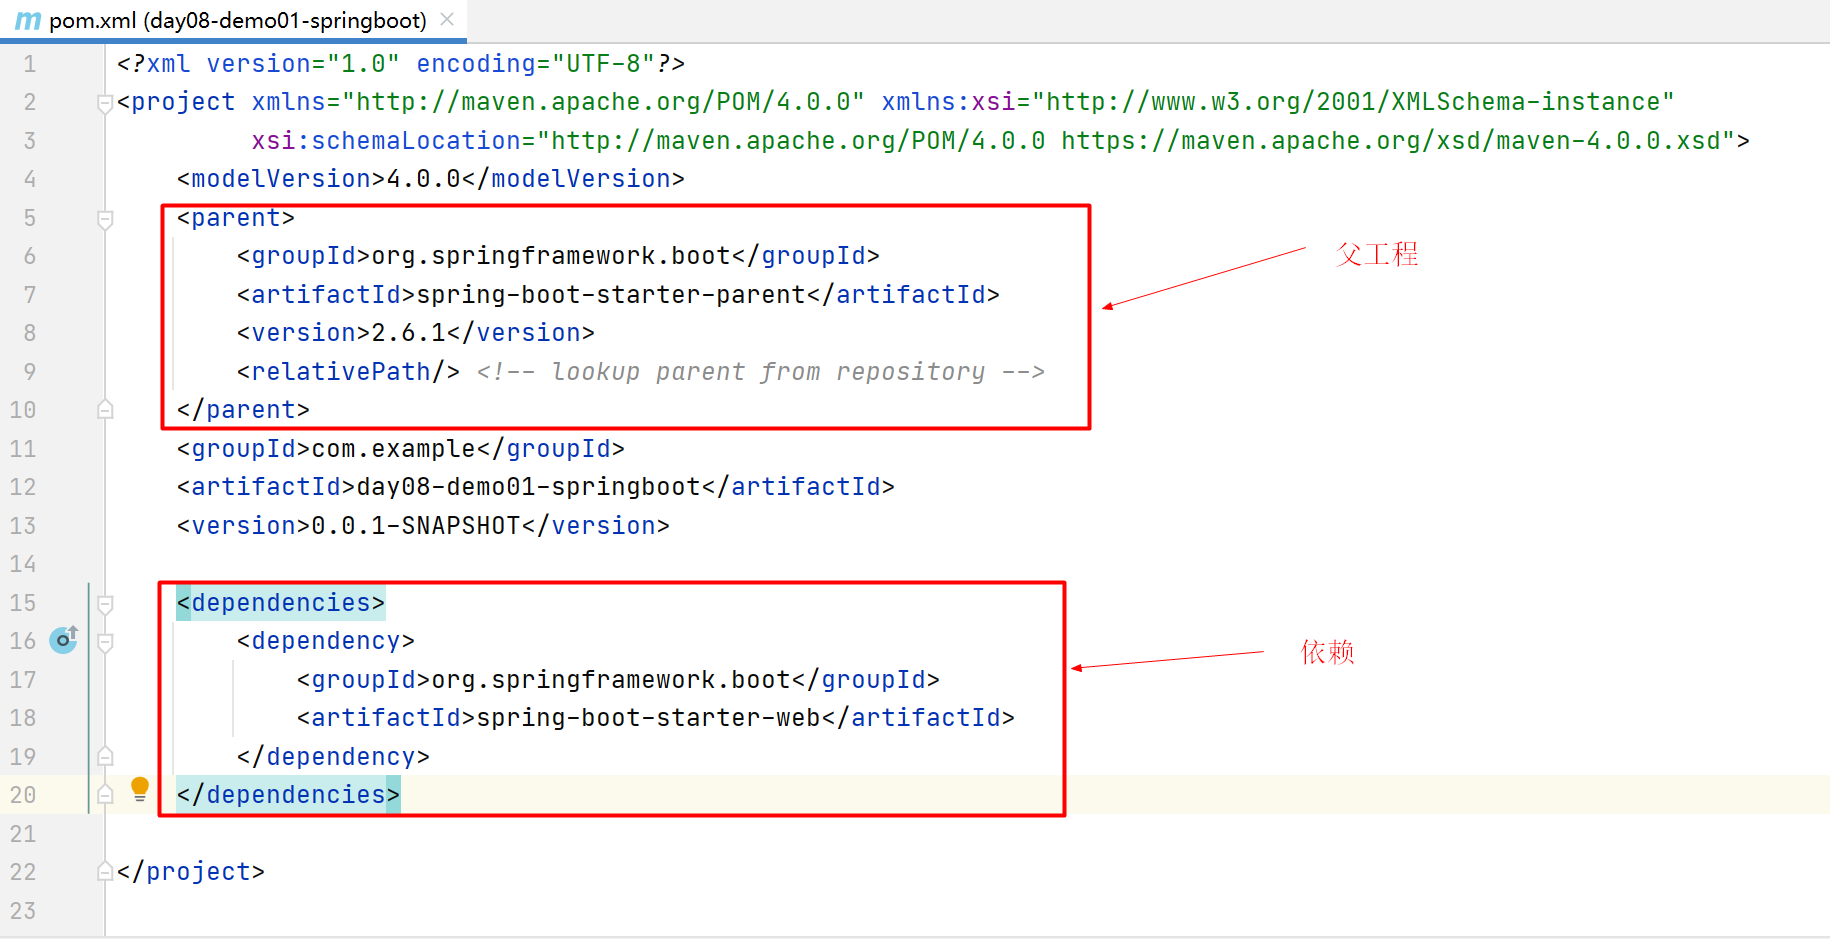 m pom.xml (day08-demo01-springboot)
1 <?xml version="1.0" encoding="UTF-8"?>
2 <project xmlns="http://maven.apache.org/POM/4.0.0" xmlns:xsi="http://www.w3.org/2001/XMLSchema-instance"
3 xsi:schemaLocation="http://maven.apache.org/POM/4.0.0 https://maven.apache.org/xsd/maven-4.0.0.xsd">
4 <modelVersion>4.0.0</modelVersion>
5 <parent>
6 <groupId>org.springframework.boot</groupId> 父工程
7 <artifactId>spring-boot-starter-parent</artifactId>
8 <version>2.6.1</version>
9 <relativePath/> <!-- lookup parent from repository -->
10 </parent>
11 <groupId>com.example</groupId>
12 <artifactId>day08-demo01-springboot</artifactId>
13 <version>0.0.1-SNAPSHOT</version>
14
15 <dependencies>
16 <dependency> 依赖
17 <groupId>org.springframework.boot</groupId>
18 <artifactId>spring-boot-starter-web</artifactId>
19 </dependency>
20 </dependencies>
21
22 </project>
23